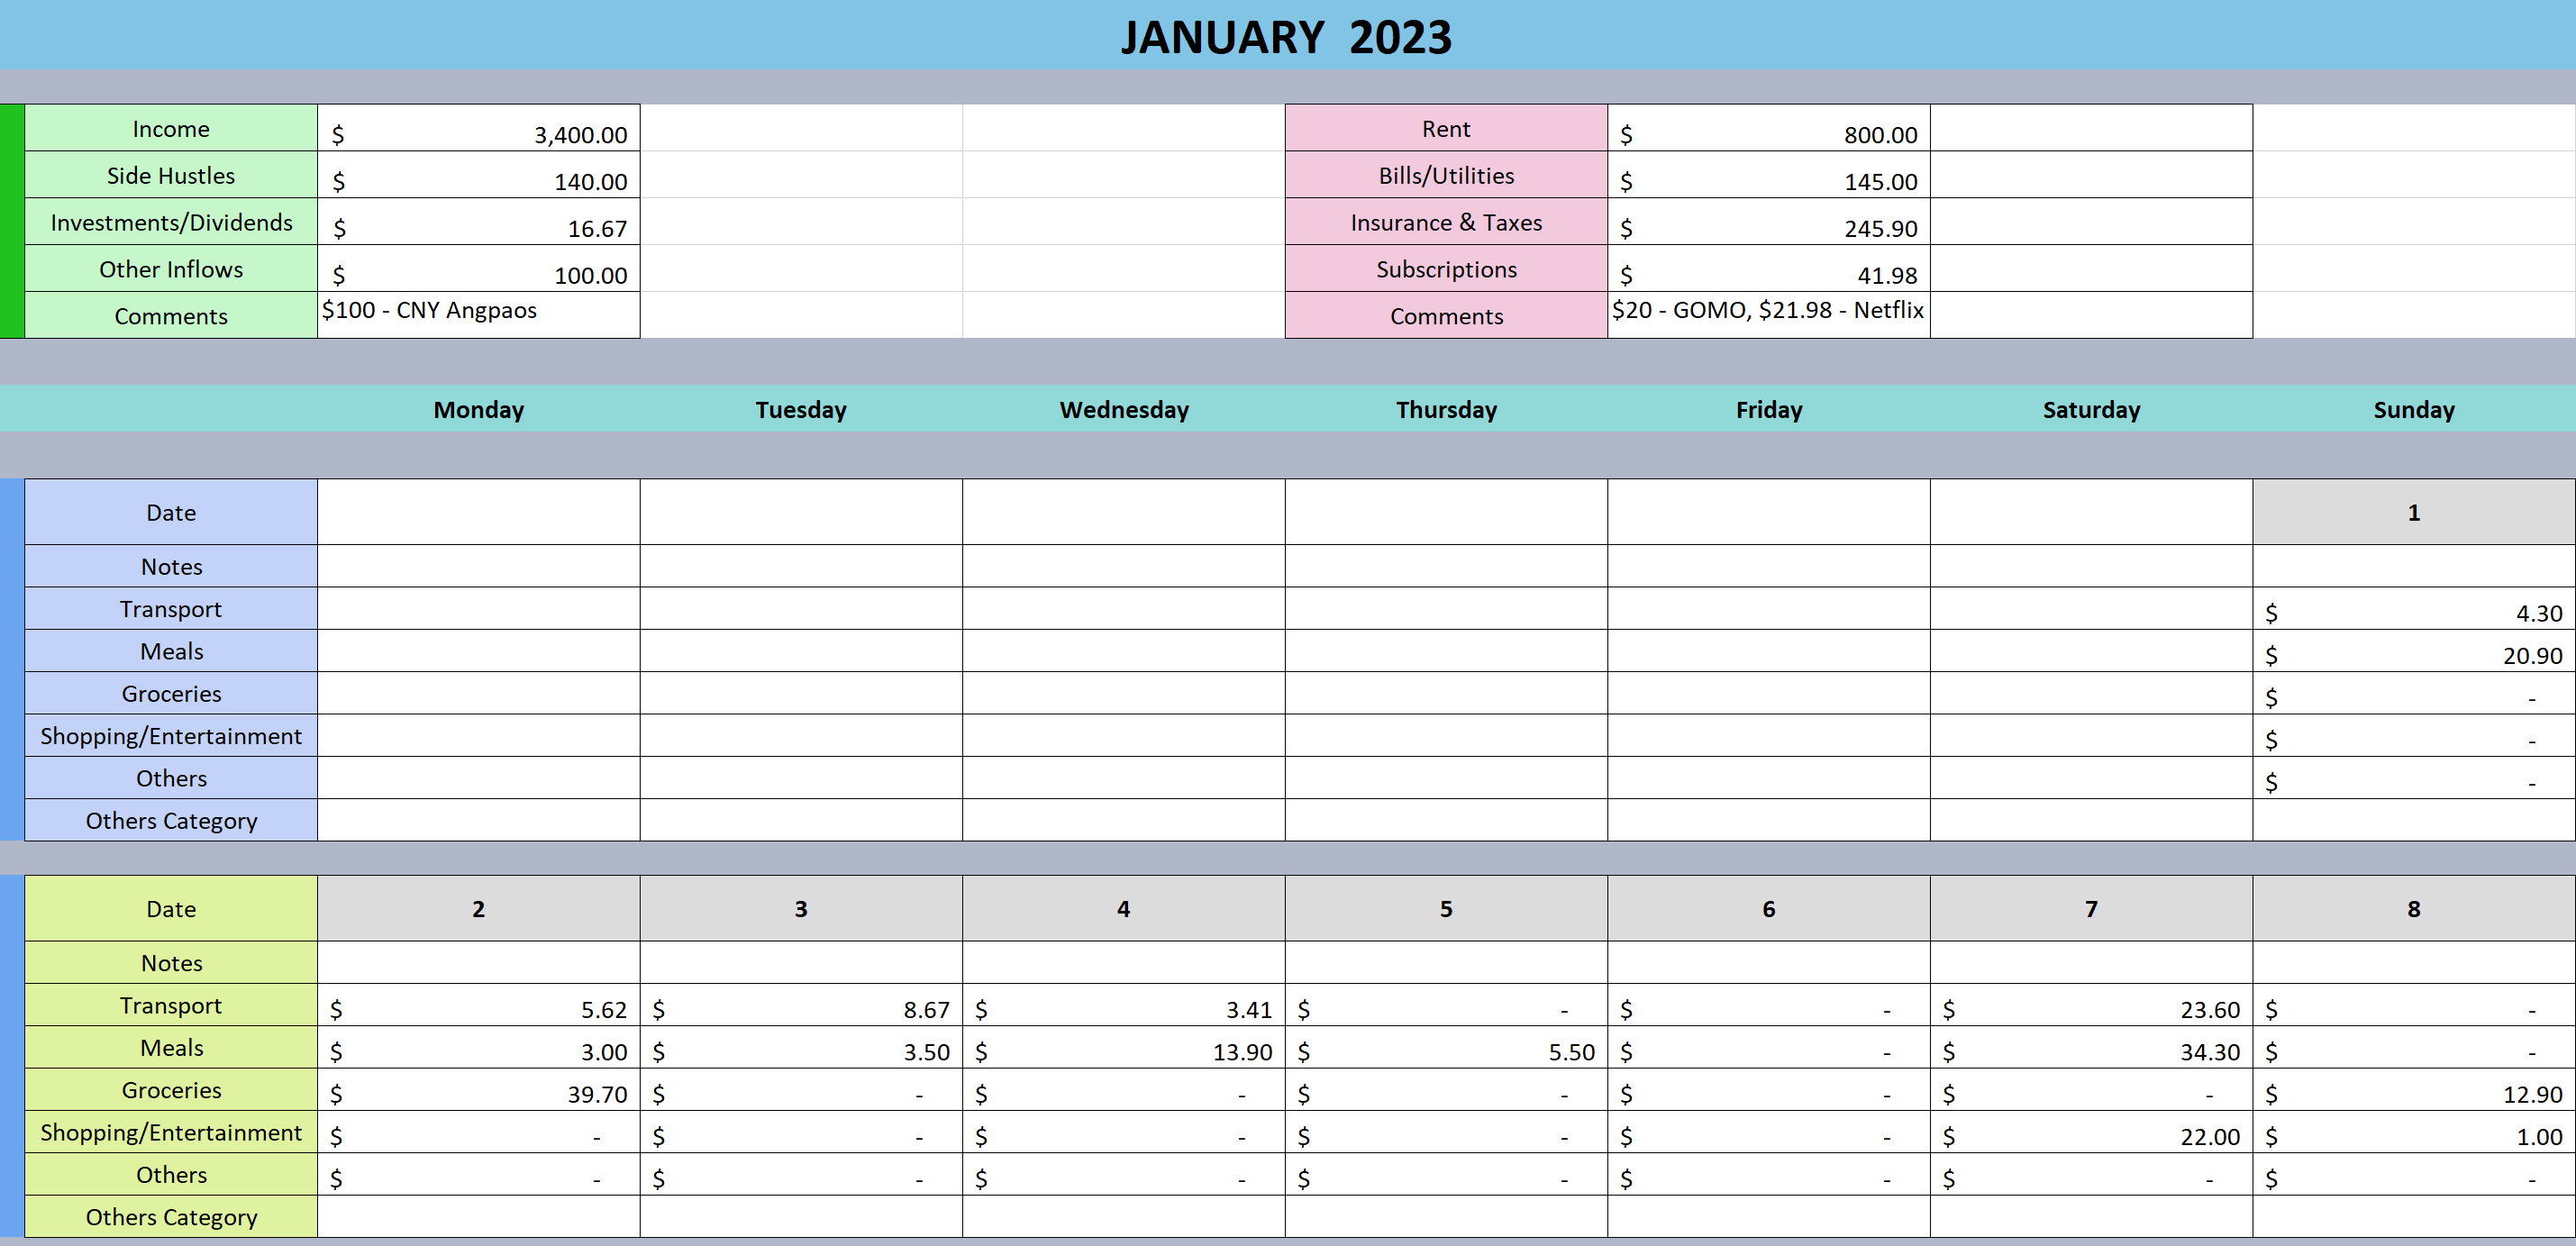 JANUARY  2023
Income $ 3,400.00 Rent $ 800.00
Side Hustles $ 140.00 Bills/Utilities $ 145.00
Investments/Dividends $ 16.67 Insurance & Taxes $ 245.90
Other Inflows $ 100.00 Subscriptions $ 41.98
Comments $100 - CNY Angpaos Comments $20 - GOMO, $21.98 - Netflix
Monday Tuesday Wednesday Thursday Friday Saturday Sunday
Date 1
Notes
Transport $ 4.30
Meals $ 20.90
Groceries $ -
Shopping/Entertainment $ -
Others $ -
Others Category
Date 2 3 4 5 6 7 8
Notes
Transport $ 5.62 $ 8.67 $ 3.41 $ - $ - $ 23.60 $ -
Meals $ 3.00 $ 3.50 $ 13.90 $ 5.50 $ - $ 34.30 $ -
Groceries $ 39.70 $ - $ - $ - $ - $ - $ 12.90
Shopping/Entertainment $ - $ - $ - $ - $ - $ 22.00 $ 1.00
Others $ - $ - $ - $ - $ - $ - $ -
Others Category